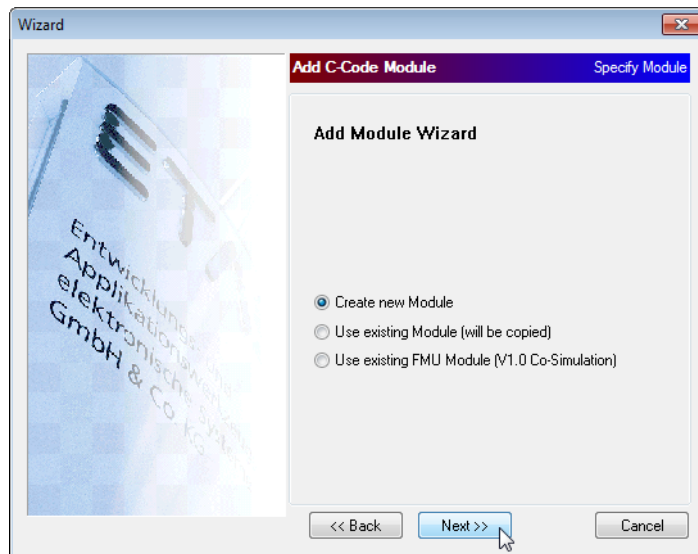 Wizard
Add C-Code Module
Specify Module
ET
Entwicklungs- und
Applikationswerkzeuge
elektronische Systeme
GmbH & Co KG
Add Module Wizard
Create new Module
Use existing Module (will be copied)
Use existing FMU Module (V1.0 Co-Simulation)
<< Back
Next >>
Cancel